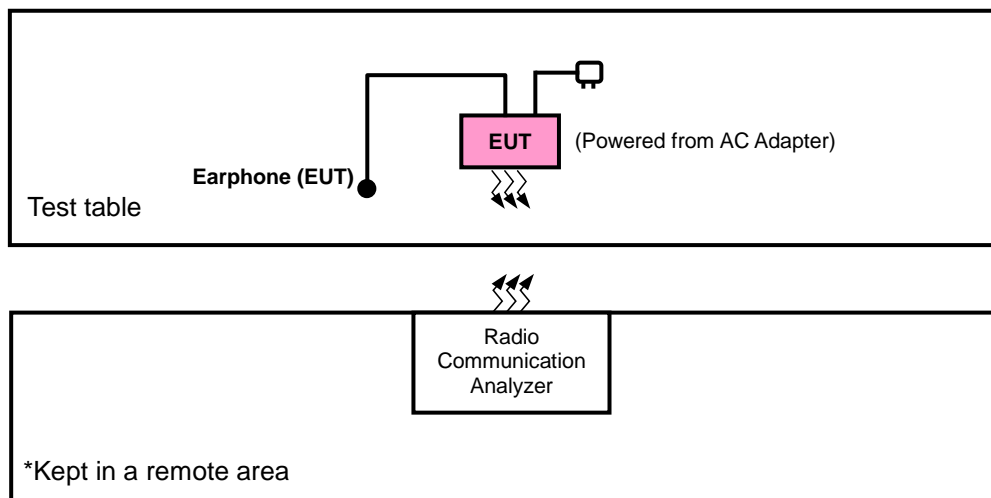 EUT
(Powered from AC Adapter)
Earphone (EUT)
Test table
Radio
Communication
Analyzer
*Kept in a remote area